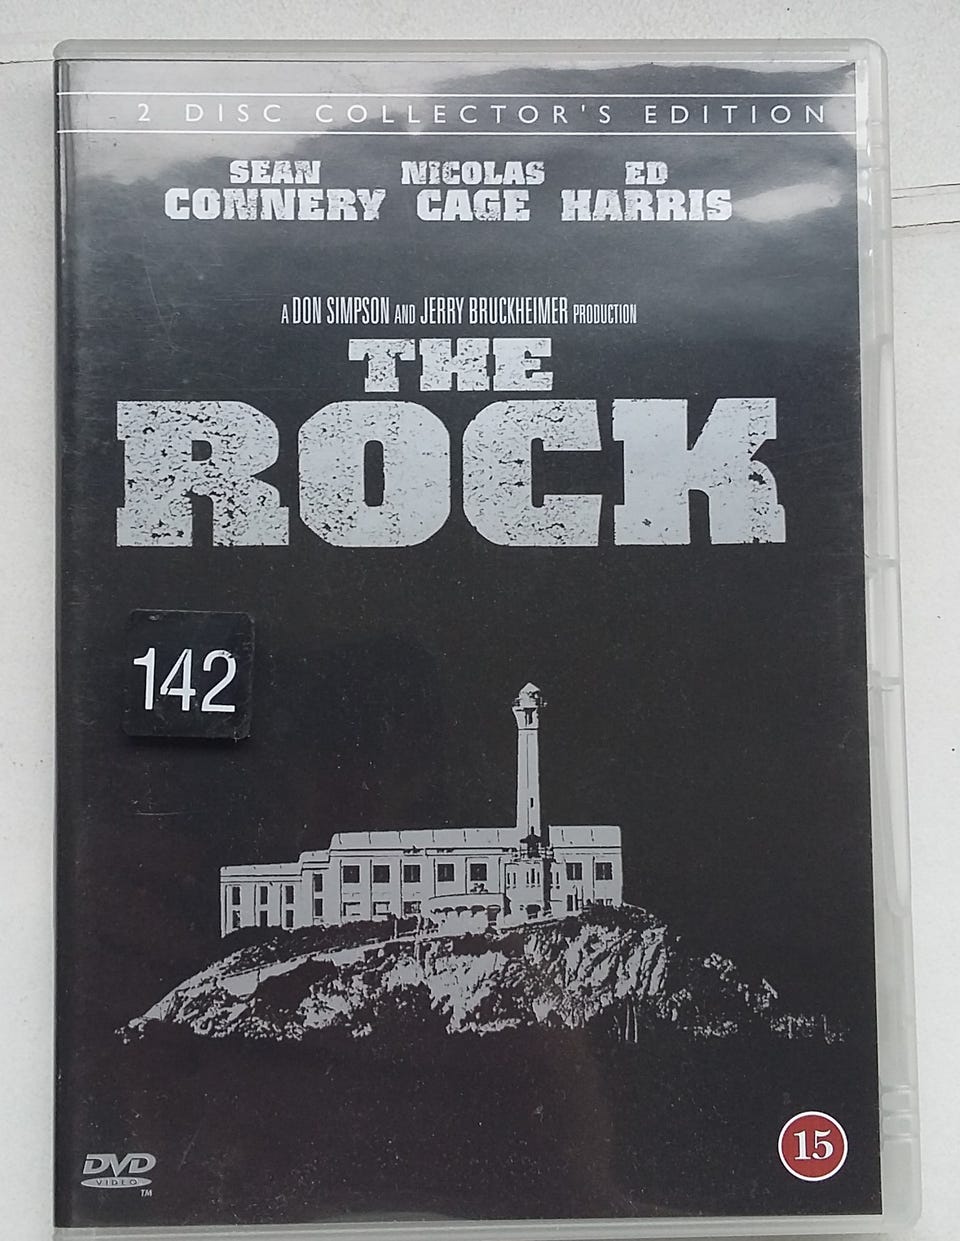 2 DISC COLLECTOR'S EDITION
SEAN NICOLAS ED
CONNERY CAGE HARRIS
A DON SIMPSON AND JERRY BRUCKHEIMER PRODUCTION
THE
ROCK
142
15
DVD
VIDEO
TM